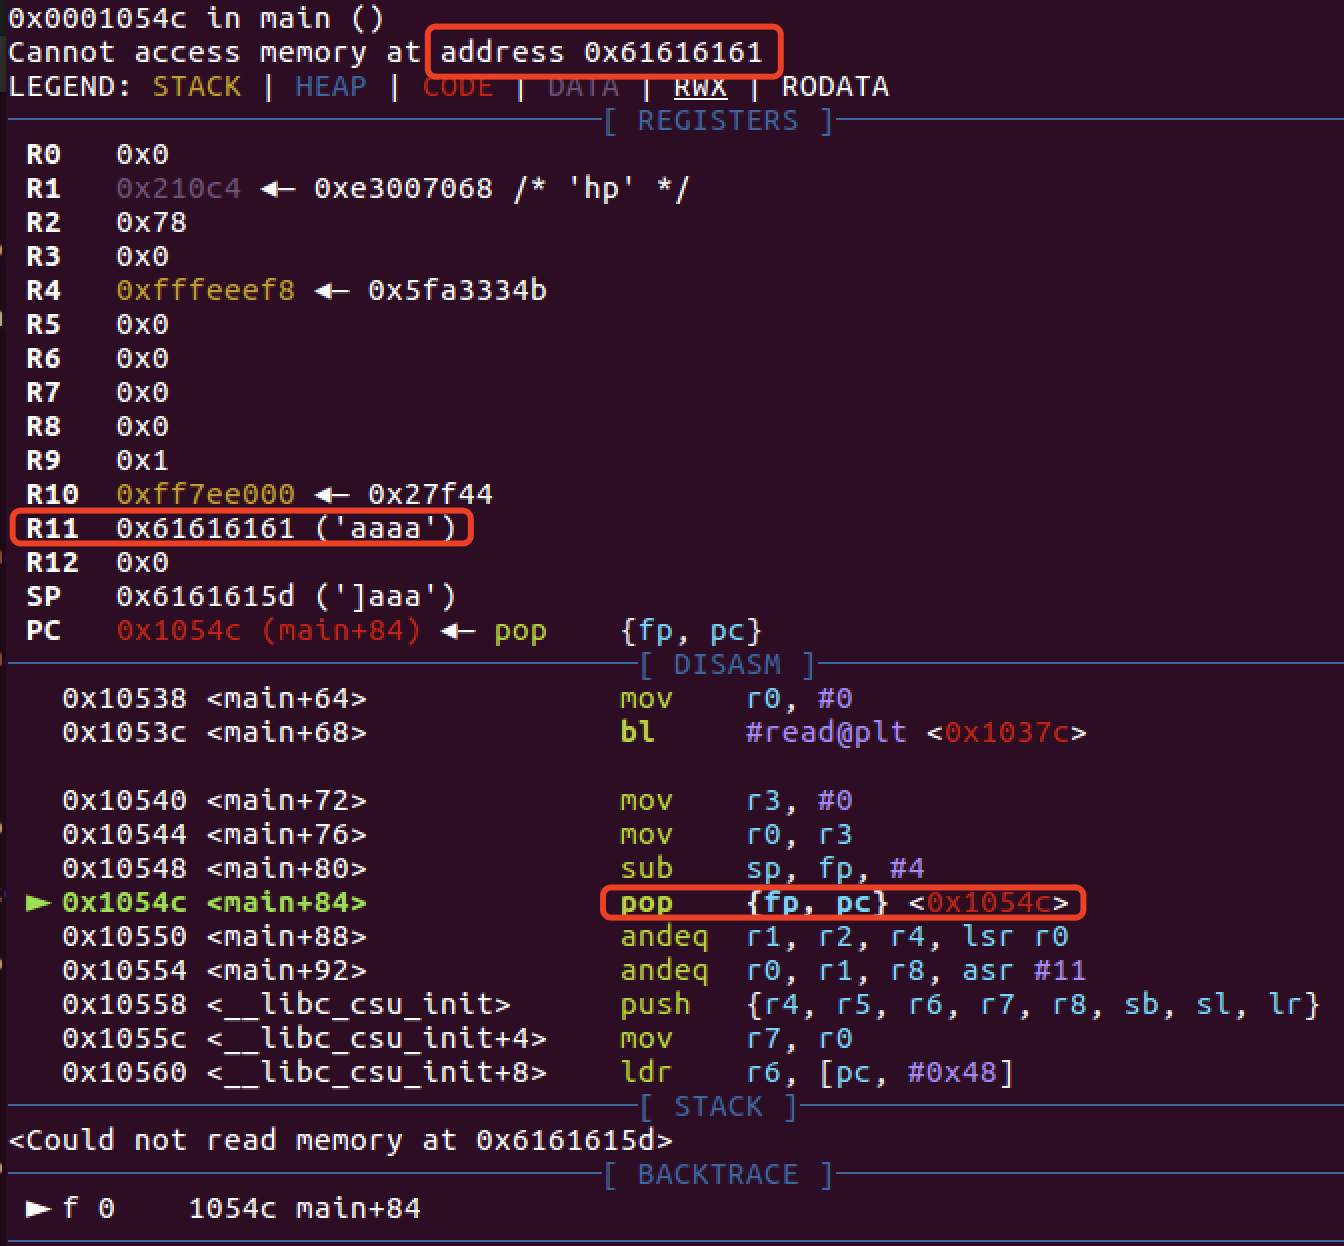 0x0001054c in main ()
Cannot access memory at address 0x61616161
LEGEND: STACK | HEAP | CODE | DATA | RWX | RODATA
[ REGISTERS ]
R0 0x0
R1 0x210c4 ◄— 0xe3007068 /* 'hp' */
R2 0x78
R3 0x0
R4 0xfffeeef8 ◄— 0x5fa3334b
R5 0x0
R6 0x0
R7 0x0
R8 0x0
R9 0x1
R10 0xff7ee000 ◄— 0x27f44
R11 0x61616161 ('aaaa')
R12 0x0
SP 0x6161615d (']aaa')
PC 0x1054c (main+84) ◄— pop {fp, pc}
[ DISASM ]
0x10538 <main+64> mov r0, #0
0x1053c <main+68> bl #read@plt <0x1037c>
0x10540 <main+72> mov r3, #0
0x10544 <main+76> mov r0, r3
0x10548 <main+80> sub sp, fp, #4
► 0x1054c <main+84> pop {fp, pc} <0x1054c>
0x10550 <main+88> andeq r1, r2, r4, lsr r0
0x10554 <main+92> andeq r0, r1, r8, asr #11
0x10558 <__libc_csu_init> push {r4, r5, r6, r7, r8, sb, sl, lr}
0x1055c <__libc_csu_init+4> mov r7, r0
0x10560 <__libc_csu_init+8> ldr r6, [pc, #0x48]
[ STACK ]
<Could not read memory at 0x6161615d>
[ BACKTRACE ]
► f 0 1054c main+84